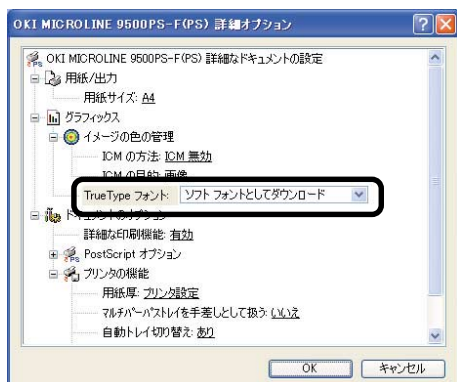 OKI MICROLINE 9500PS-F(PS) 詳細オプション
OKI MICROLINE 9500PS-F(PS) 詳細なドキュメントの設定
用紙/出力
用紙サイズ: A4
グラフィックス
イメージの色の管理
ICM の方法: ICM 無効
ICM の目的: 画像
TrueType フォント: ソフト フォントとしてダウンロード
ドキュメントのオプション
詳細な印刷機能: 有効
PostScript オプション
プリンタの機能
用紙厚: プリンタ設定
マルチパーパストレイを手差しとして扱う: いいえ
自動トレイ切り替え: あり
OK キャンセル